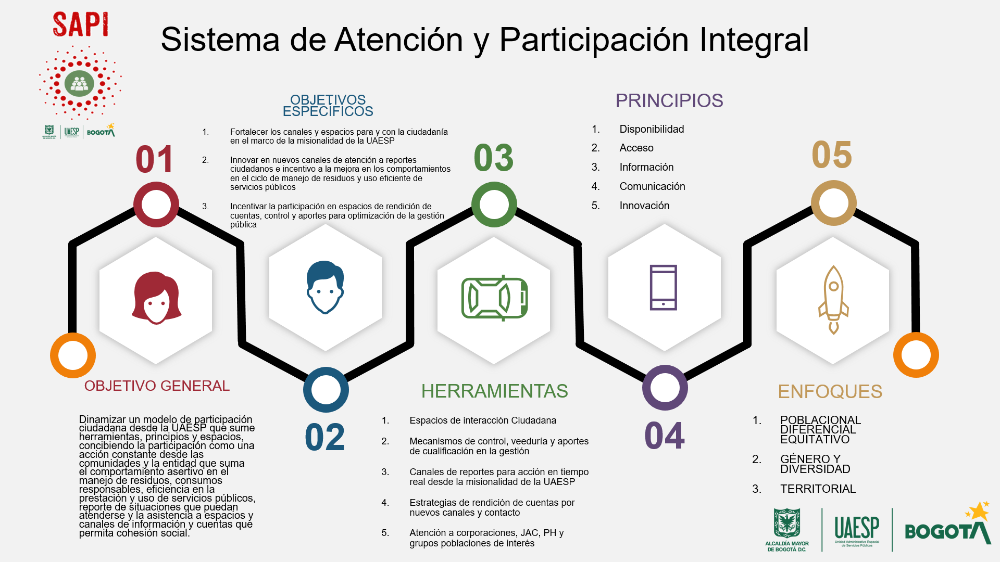 SAPI
Sistema de Atención y Participación Integral
ALCALDÍA MAYOR
DE BOGOTÁ D.C.
UAESP
BOGOTÁ
01
OBJETIVO GENERAL
Dinamizar un modelo de participación
ciudadana desde la UAESP que sume
herramientas, principios y espacios,
concibiendo la participación como una
acción constante desde las
comunidades y la entidad que suma
el comportamiento asertivo en el
manejo de residuos, consumos
responsables, eficiencia en la
prestación y uso de servicios públicos,
reporte de situaciones que puedan
atenderse y la asistencia a espacios y
canales de información y cuentas que
permita cohesión social.
OBJETIVOS
ESPECÍFICOS
1. Fortalecer los canales y espacios para y con la ciudadanía
en el marco de la misionalidad de la UAESP
2. Innovar en nuevos canales de atención a reportes
ciudadanos e incentivo a la mejora en los comportamientos
en el ciclo de manejo de residuos y uso eficiente de
servicios públicos
3. Incentivar la participación en espacios de rendición de
cuentas, control y aportes para optimización de la gestión
pública
02
03
HERRAMIENTAS
1. Espacios de interacción Ciudadana
2. Mecanismos de control, veeduría y aportes
de cualificación en la gestión
3. Canales de reportes para acción en tiempo
real desde la misionalidad de la UAESP
4. Estrategias de rendición de cuentas por
nuevos canales y contacto
5. Atención a corporaciones, JAC, PH y
grupos poblaciones de interés
PRINCIPIOS
1. Disponibilidad
2. Acceso
3. Información
4. Comunicación
5. Innovación
04
05
ENFOQUES
1. POBLACIONAL
DIFERENCIAL
EQUITATIVO
2. GÉNERO Y
DIVERSIDAD
3. TERRITORIAL
ALCALDÍA MAYOR
DE BOGOTÁ D.C.
UAESP
Unidad Administrativa Especial
de Servicios Públicos
BOGOTÁ